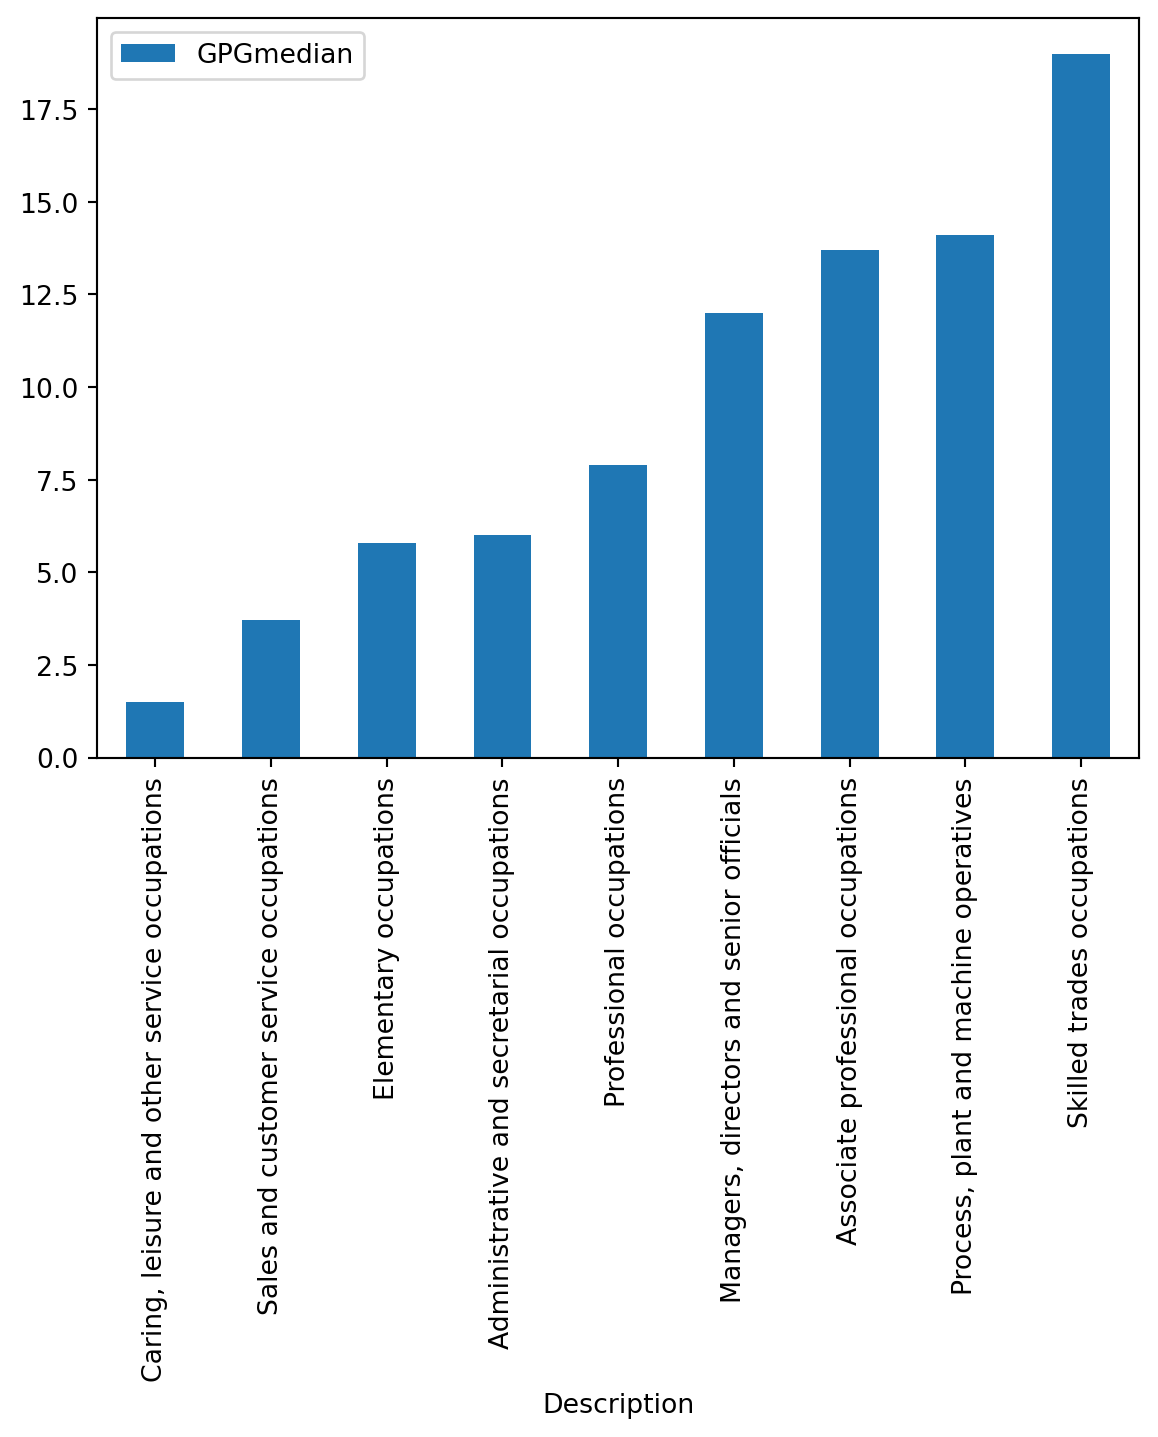 GPGmedian
17.5
15.0
12.5
10.0
7.5
5.0
2.5
0.0
Caring, leisure and other service occupations
Sales and customer service occupations
Elementary occupations
Administrative and secretarial occupations
Professional occupations
Managers, directors and senior officials
Associate professional occupations
Process, plant and machine operatives
Skilled trades occupations
Description